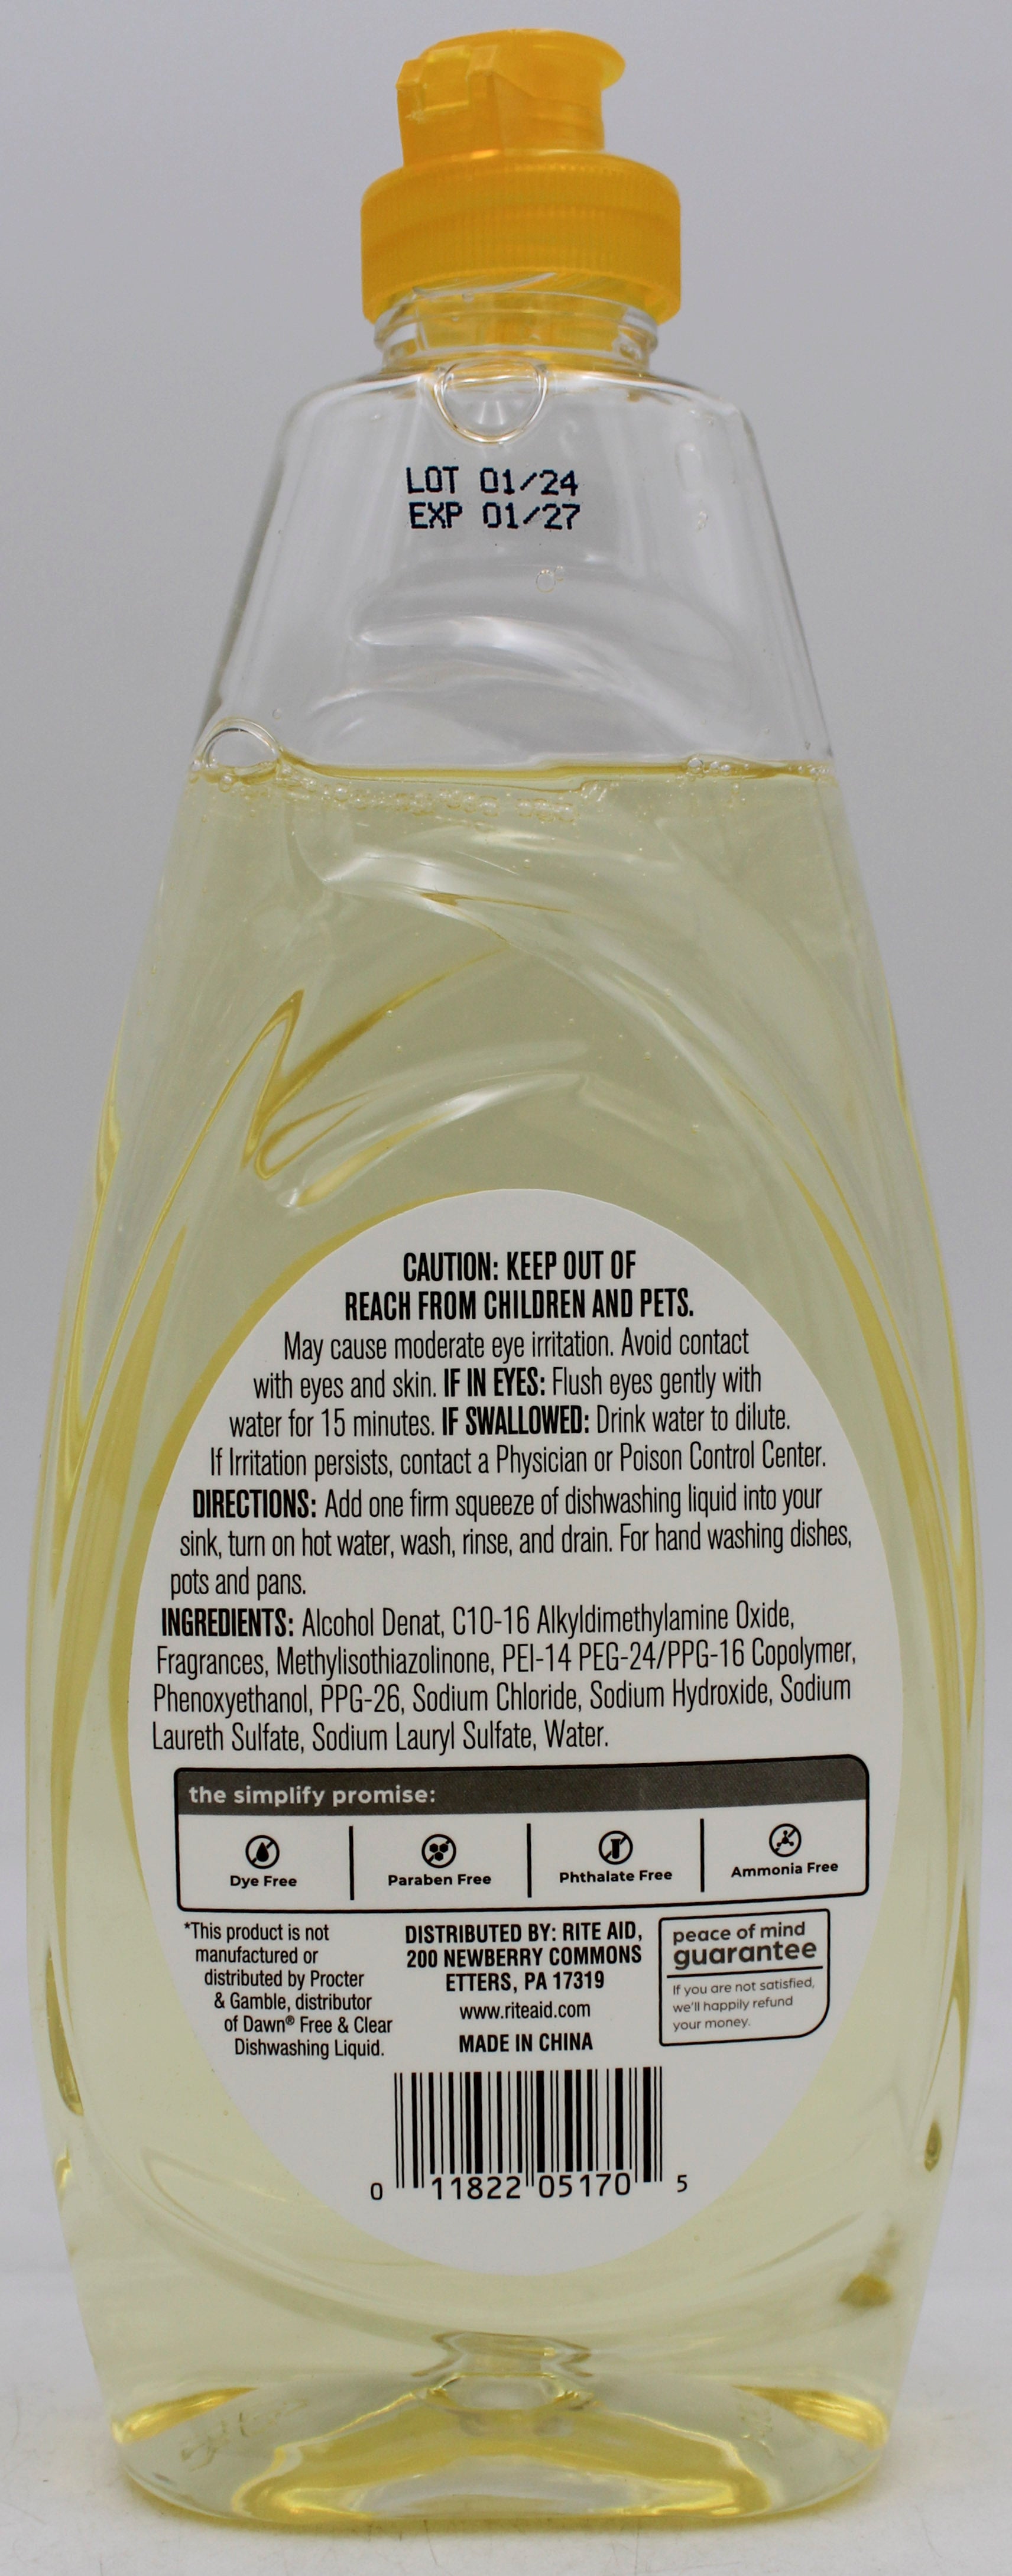 LOT 01/24
EXP 01/27
CAUTION: KEEP OUT OF
REACH FROM CHILDREN AND PETS.
May cause moderate eye irritation. Avoid contact
with eyes and skin. IF IN EYES: Flush eyes gently with
water for 15 minutes. IF SWALLOWED: Drink water to dilute.
If Irritation persists, contact a Physician or Poison Control Center.
DIRECTIONS: Add one firm squeeze of dishwashing liquid into your
sink, turn on hot water, wash, rinse, and drain. For hand washing dishes,
pots and pans.
INGREDIENTS: Alcohol Denat, C10-16 Alkyldimethylamine Oxide,
Fragrances, Methylisothiazolinone, PEI-14 PEG-24/PPG-16 Copolymer,
Phenoxyethanol, PPG-26, Sodium Chloride, Sodium Hydroxide, Sodium
Laureth Sulfate, Sodium Lauryl Sulfate, Water.
the simplify promise:
Dye Free
Paraben Free
Phthalate Free
Ammonia Free
*This product is not
manufactured or
distributed by Procter
& Gamble, distributor
of Dawn® Free & Clear
Dishwashing Liquid.
DISTRIBUTED BY: RITE AID,
200 NEWBERRY COMMONS
ETTERS, PA 17319
www.riteaid.com
MADE IN CHINA
peace of mind
guarantee
If you are not satisfied,
we'll happily refund
your money.
0 11822 05170 5